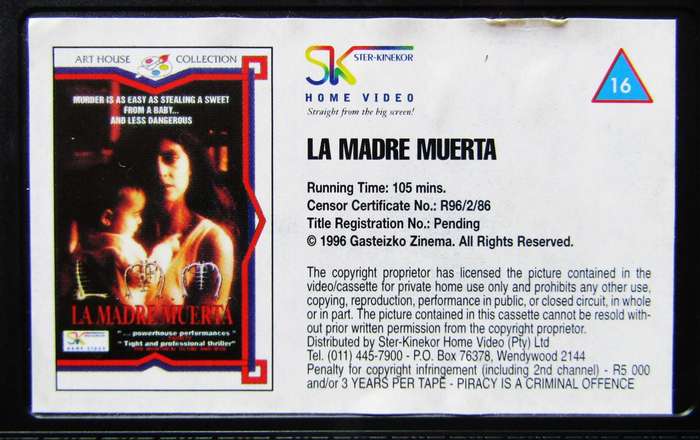 ART HOUSE COLLECTION
MURDER IS AS EASY AS STEALING A SWEET
FROM A BABY...
AND LESS DANGEROUS
LA MADRE MUERTA
STER-KINEKOR
HOME VIDEO
"... powerhouse performances"
"Tight and professional thriller"
SK STER-KINEKOR
HOME VIDEO
Straight from the big screen!
16
LA MADRE MUERTA
Running Time: 105 mins.
Censor Certificate No.: R96/2/86
Title Registration No.: Pending
© 1996 Gasteizko Zinema. All Rights Reserved.
The copyright proprietor has licensed the picture contained in the
video/cassette for private home use only and prohibits any other use,
copying, reproduction, performance in public, or closed circuit, in whole
or in part. The picture contained in this cassette cannot be resold with-
out prior written permission from the copyright proprietor.
Distributed by Ster-Kinekor Home Video (Pty) Ltd
Tel. (011) 445-7900 - P.O. Box 76378, Wendywood 2144
Penalty for copyright infringement (including 2nd channel) - R5 000
and/or 3 YEARS PER TAPE - PIRACY IS A CRIMINAL OFFENCE